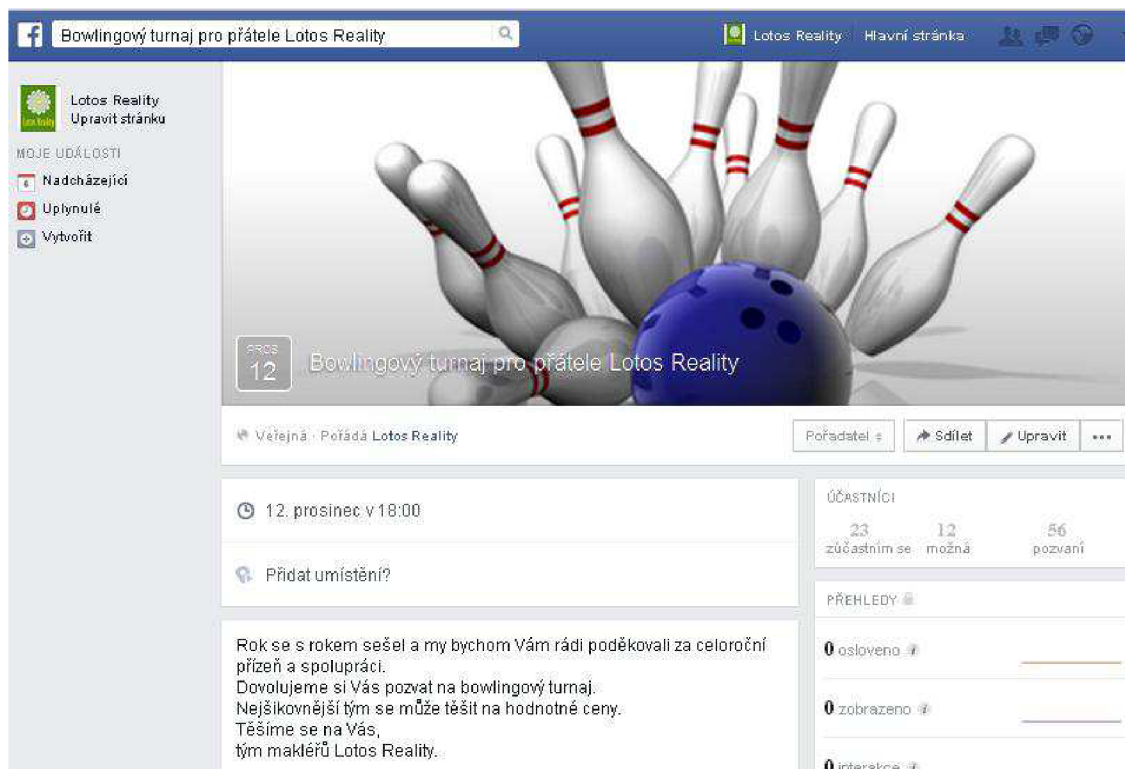 Bowlingový turnaj pro přátele Lotos Reality
Lotos Reality Hlavní stránka
Lotos Reality
Upravit stránku
MOJE UDÁLOSTI
6 Nadcházející
Uplynulé
Vytvořit
PROS
12
Bowlingový turnaj pro přátele Lotos Reality
Veřejná · Pořádá Lotos Reality
Pořadatel
Sdílet
Upravit
12. prosinec v 18:00
Přidat umístění?
Rok se s rokem sešel a my bychom Vám rádi poděkovali za celoroční
přízeň a spolupráci.
Dovolujeme si Vás pozvat na bowlingový turnaj.
Nejšikovnější tým se může těšit na hodnotné ceny.
Těšíme se na Vás,
tým makléřů Lotos Reality.
ÚČASTNÍCI
23 12 56
zúčastním se možná pozvaní
PŘEHLEDY
0 osloveno
0 zobrazeno
0 interakce